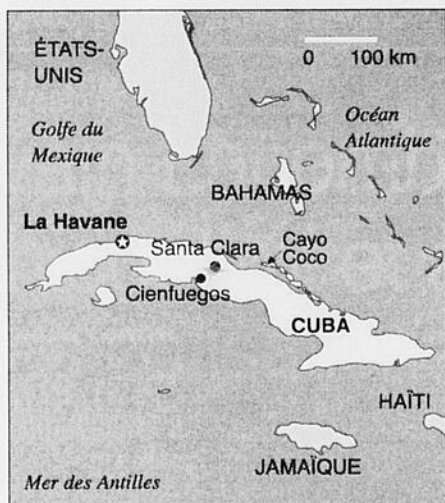 ÉTATS-
UNIS
0 100 km
Golfe du
Mexique
Océan
Atlantique
BAHAMAS
La Havane
Santa Clara
Cayo
Coco
Cienfuegos
CUBA
HAÏTI
JAMAÏQUE
Mer des Antilles